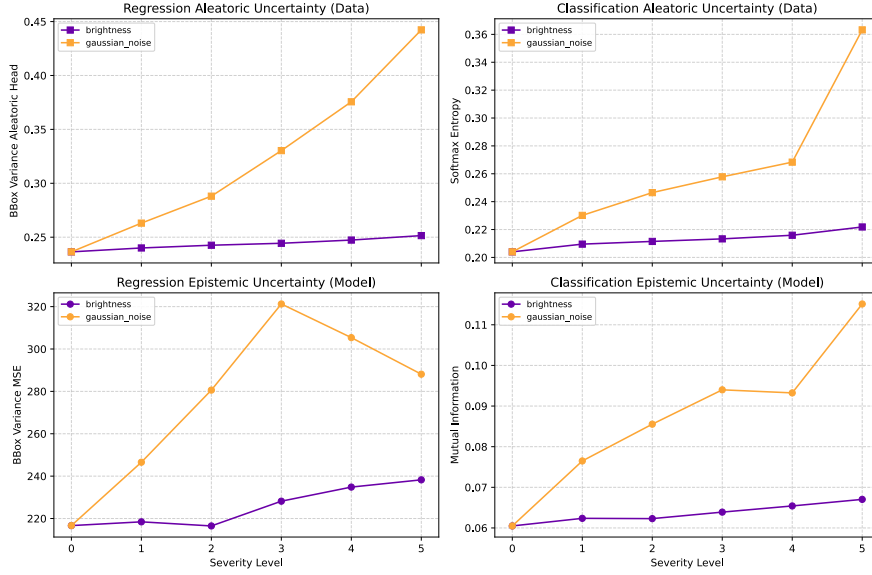 Regression Aleatoric Uncertainty (Data)
BBox Variance Aleatoric Head
0.45
0.40
0.35
0.30
0.25
brightness
gaussian_noise
Classification Aleatoric Uncertainty (Data)
Softmax Entropy
0.36
0.34
0.32
0.30
0.28
0.26
0.24
0.22
0.20
brightness
gaussian_noise
Regression Epistemic Uncertainty (Model)
BBox Variance MSE
320
300
280
260
240
220
brightness
gaussian_noise
0 1 2 3 4 5
Severity Level
Classification Epistemic Uncertainty (Model)
Mutual Information
0.11
0.10
0.09
0.08
0.07
0.06
brightness
gaussian_noise
0 1 2 3 4 5
Severity Level